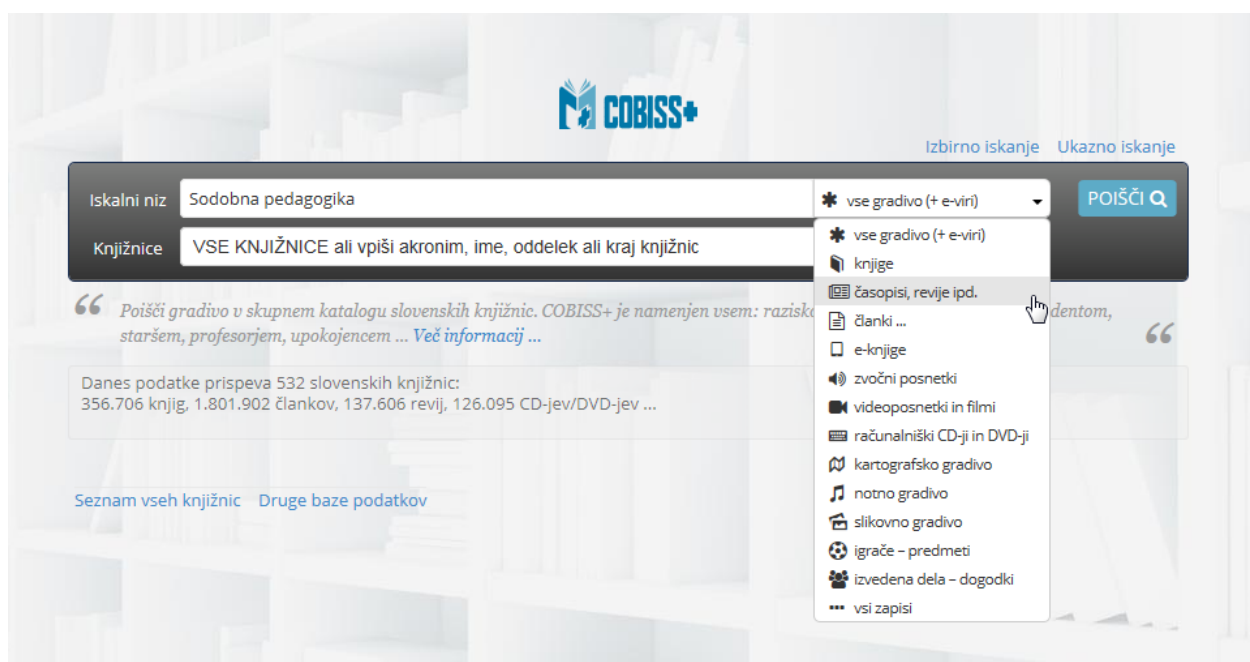 COBISS+
Izbirno iskanje Ukazno iskanje
Iskalni niz Sodobna pedagogika vse gradivo (+ e-viri) POIŠČI
Knjižnice VSE KNJIŽNICE ali vpiši akronim, ime, oddelek ali kraj knjižnic
vse gradivo (+ e-viri)
knjige
časopisi, revije ipd.
članki ...
e-knjige
zvočni posnetki
videoposnetki in filmi
računalniški CD-ji in DVD-ji
kartografsko gradivo
notno gradivo
slikovno gradivo
igrače – predmeti
izvedena dela – dogodki
vsi zapisi
“ Poišči gradivo v skupnem katalogu slovenskih knjižnic. COBISS+ je namenjen vsem: dentom,
staršem, profesorjem, upokojencem ... Več informacij ... “
Danes podatke prispeva 532 slovenskih knjižnic:
356.706 knjig, 1.801.902 člankov, 137.606 revij, 126.095 CD-jev/DVD-jev ...
Seznam vseh knjižnic Druge baze podatkov